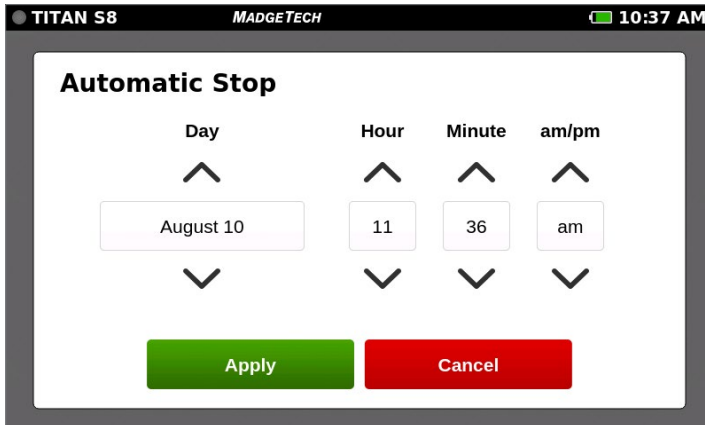 TITAN S8 MADGETECH 10:37 AM
Automatic Stop
Day Hour Minute am/pm
August 10 11 36 am
Apply Cancel